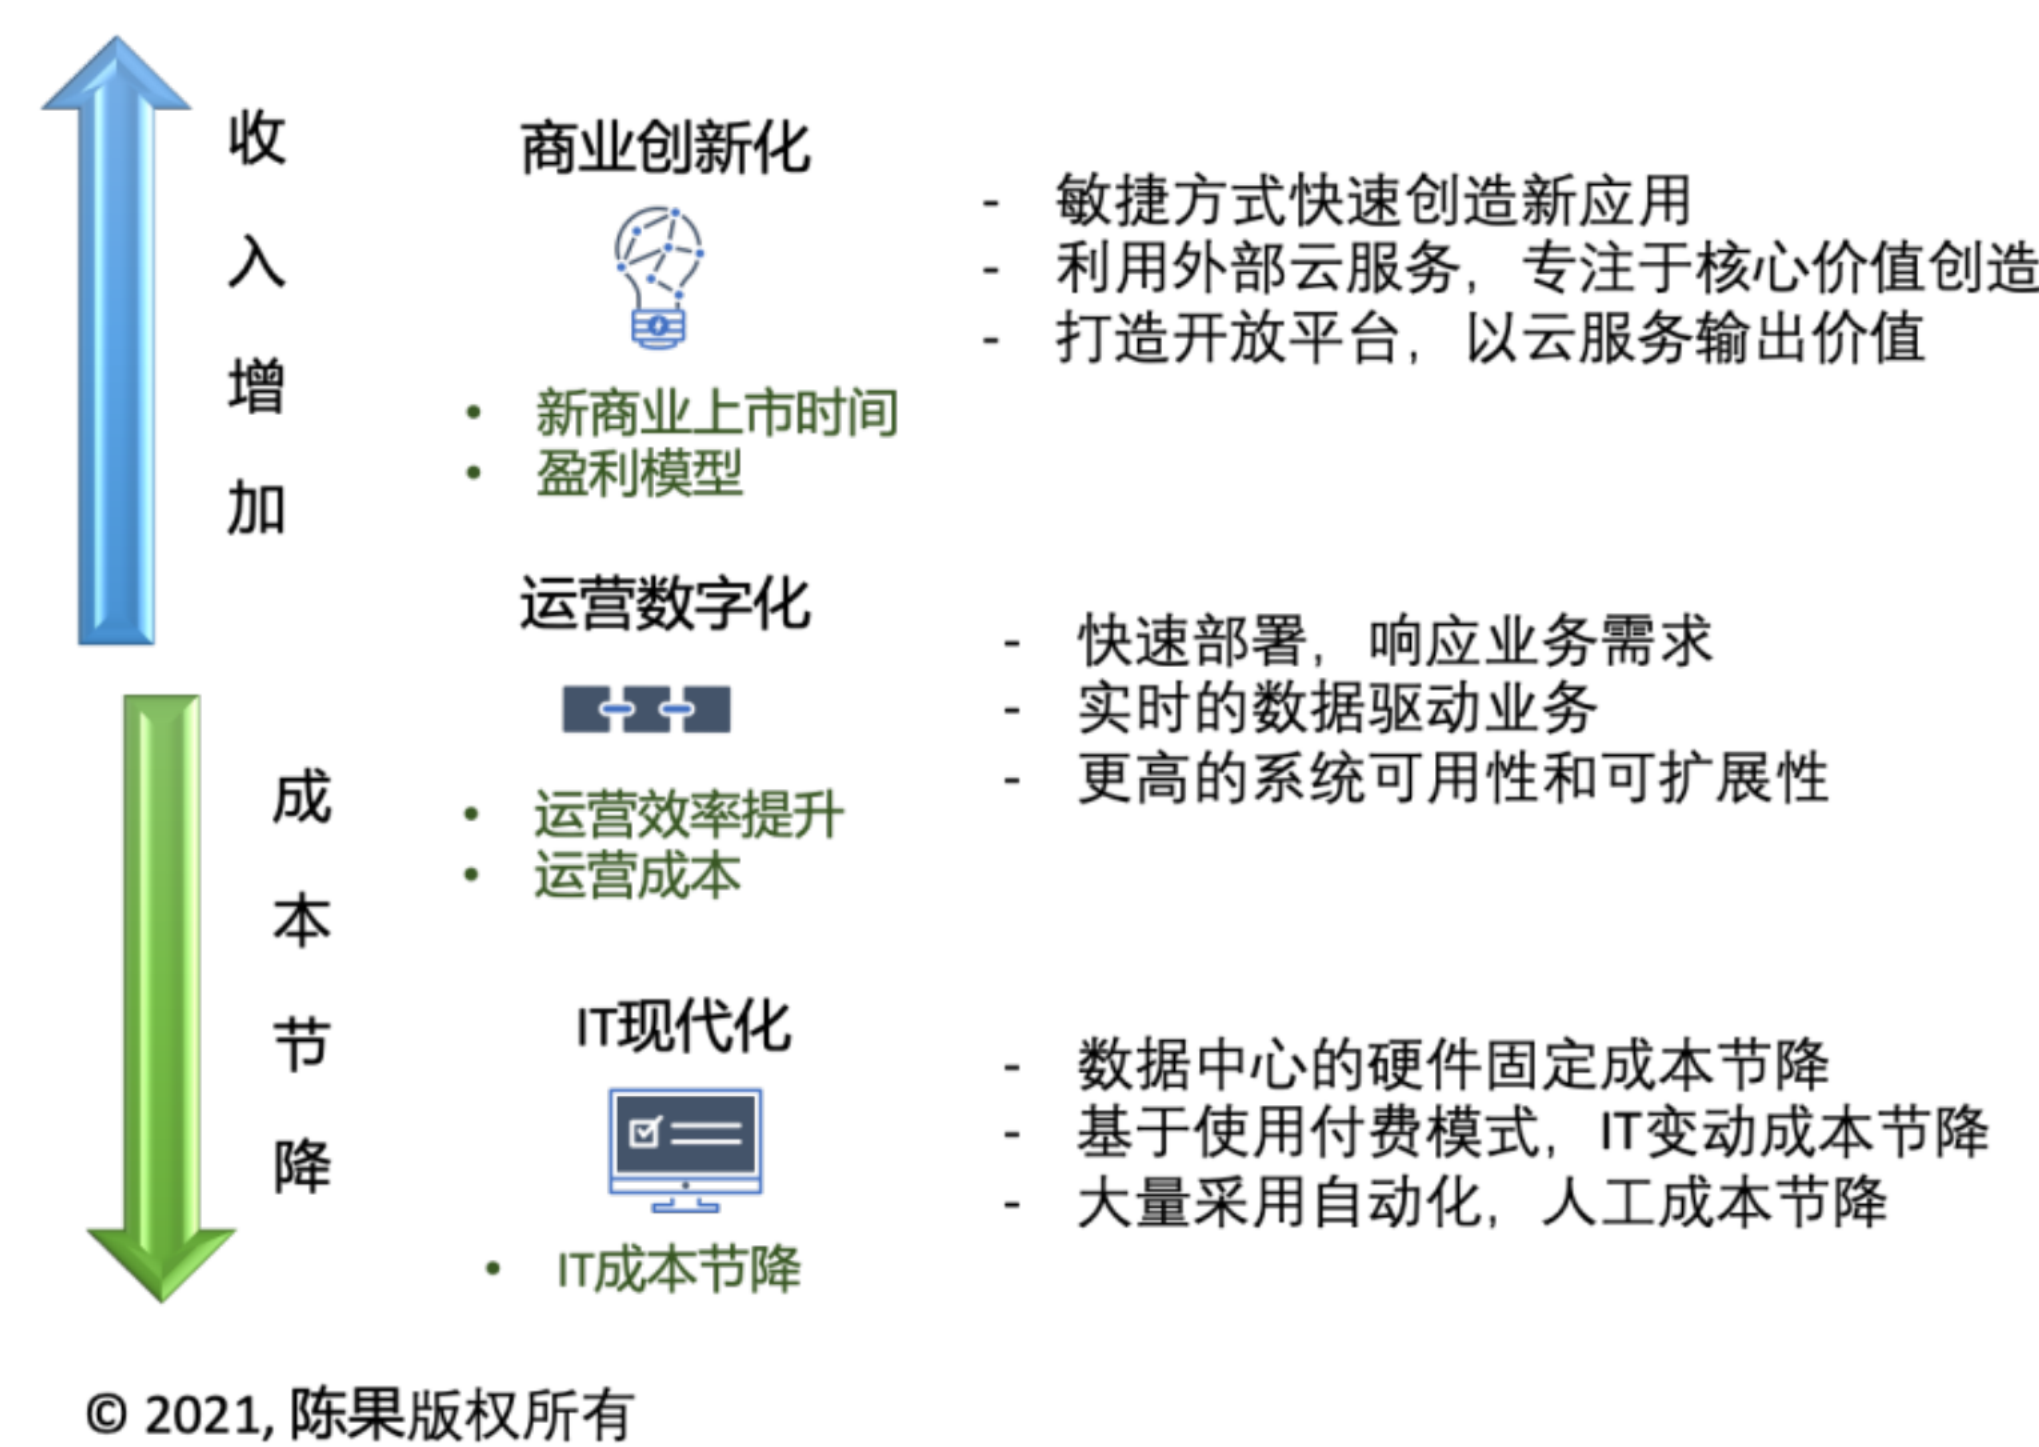 收入增加
商业创新化
- 敏捷方式快速创造新应用
- 利用外部云服务，专注于核心价值创造
- 打造开放平台，以云服务输出价值
• 新商业上市时间
• 盈利模型
运营数字化
- 快速部署，响应业务需求
- 实时的数据驱动业务
- 更高的系统可用性和可扩展性
• 运营效率提升
• 运营成本
成本节降
IT现代化
- 数据中心的硬件固定成本节降
- 基于使用付费模式，IT变动成本节降
- 大量采用自动化，人工成本节降
• IT成本节降
© 2021, 陈果版权所有